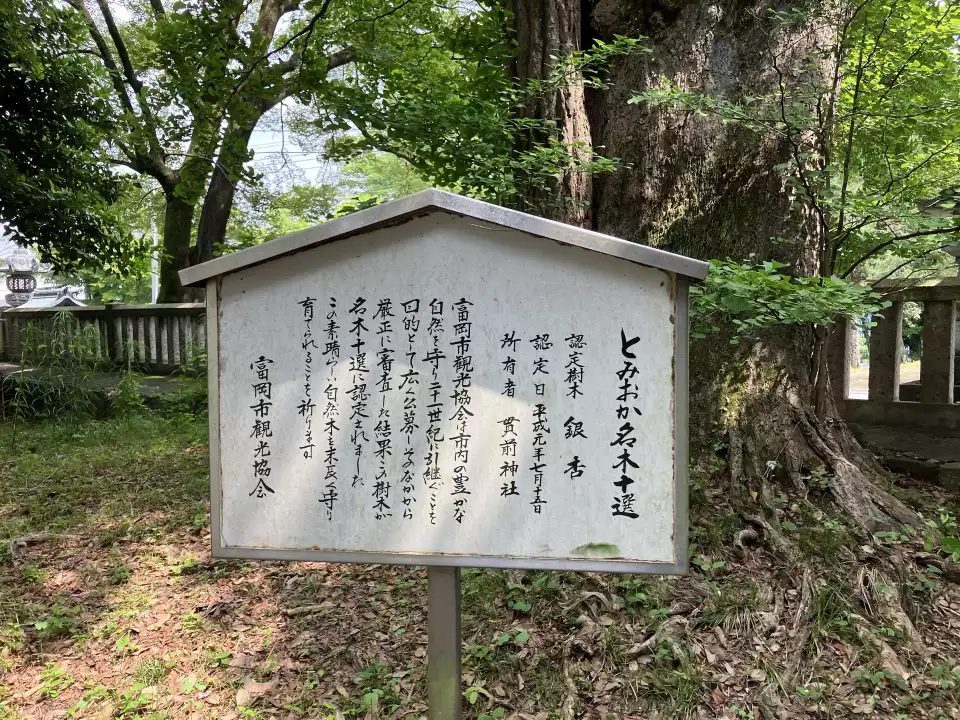 とみおか名木十選
認定樹木　銀杏
認定日　平成元年七月十五日
所有者　貫前神社
富岡市観光協会は市内の豊かな
自然を守り二十一世紀に引継ぐことを
目的として広く公募しそのなかから
厳正に審査した結果この樹木が
名木十選に認定されました
この素晴らしい自然木を末長く守り
育てられることを祈ります
富岡市観光協会